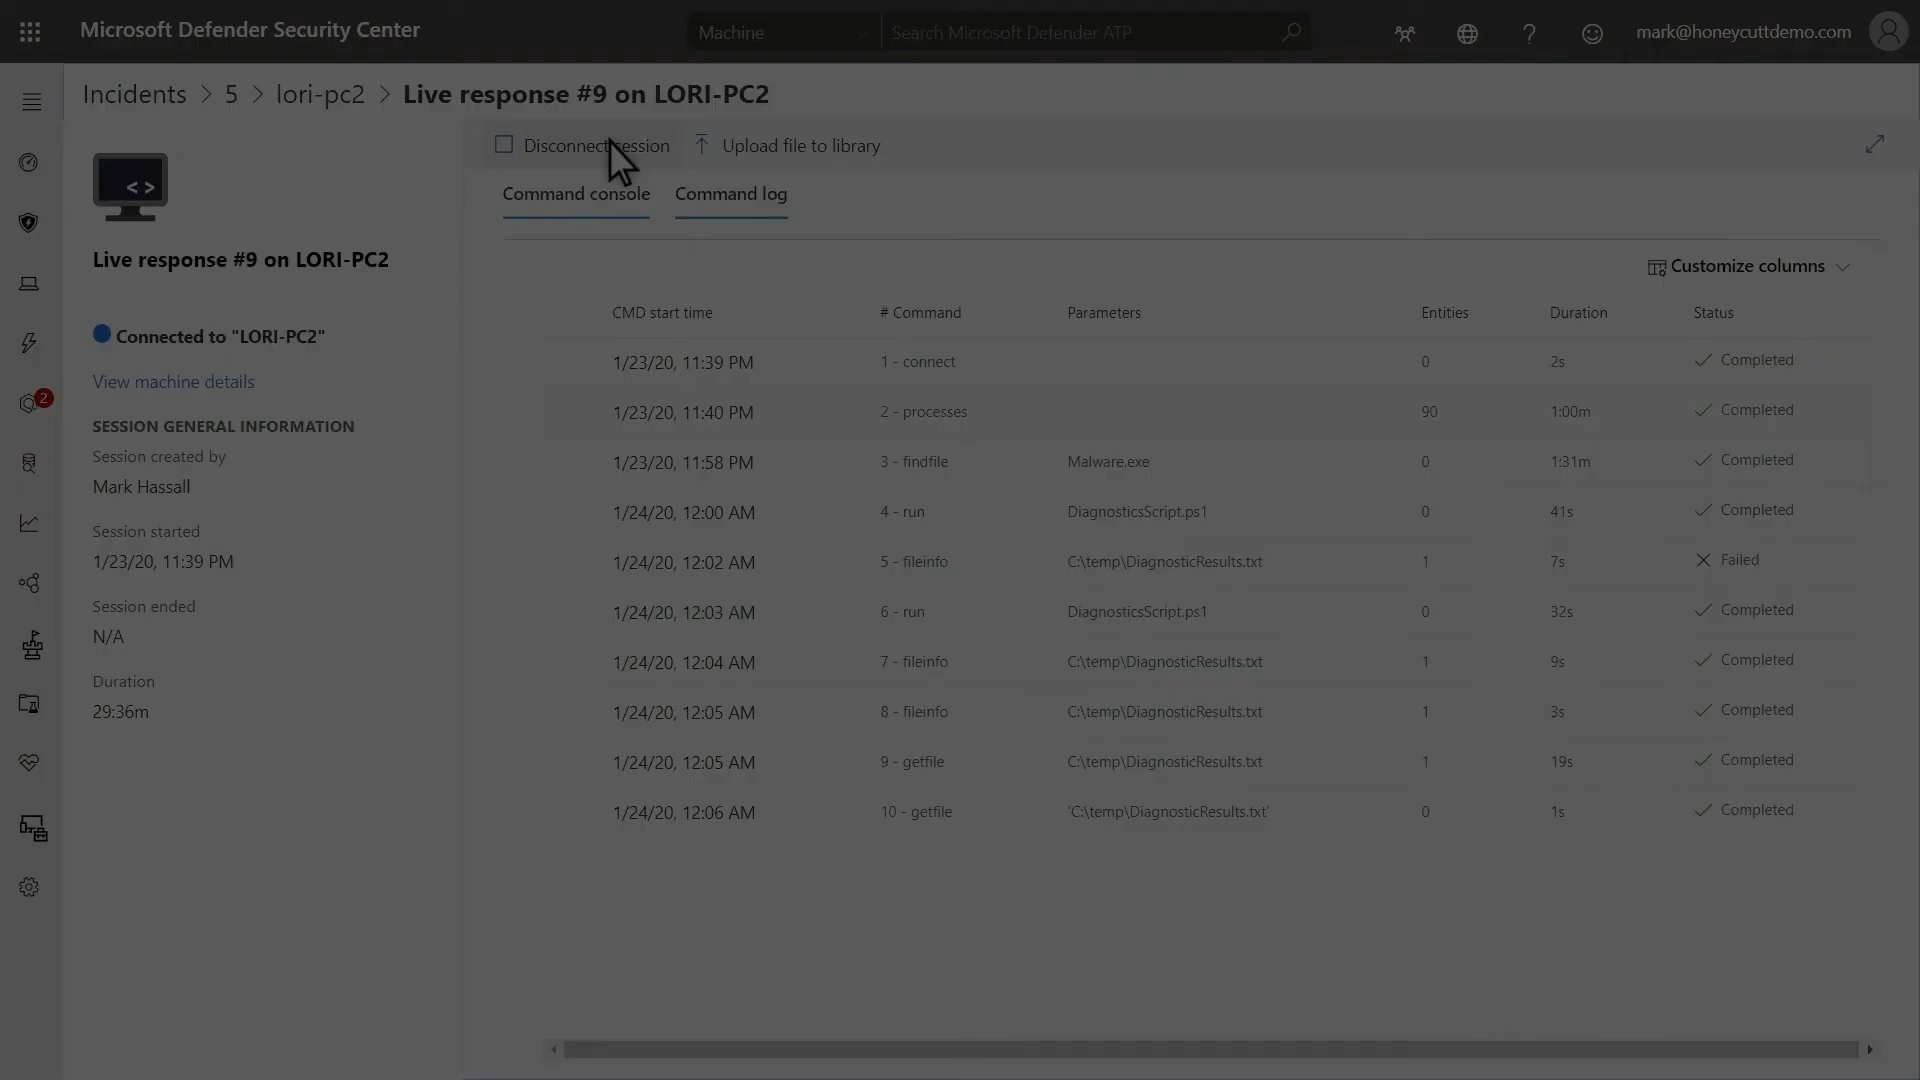 Microsoft Defender Security Center
Machine
Search Microsoft Defender ATP
mark@honeycuttdemo.com
Incidents > 5 > lori-pc2 > Live response #9 on LORI-PC2
Disconnect session
Upload file to library
Command console
Command log
< >
Live response #9 on LORI-PC2
Connected to "LORI-PC2"
View machine details
SESSION GENERAL INFORMATION
Session created by
Mark Hassall
Session started
1/23/20, 11:39 PM
Session ended
N/A
Duration
29:36m
2
Customize columns
CMD start time # Command Parameters Entities Duration Status
1/23/20, 11:39 PM 1 - connect 0 2s Completed
1/23/20, 11:40 PM 2 - processes 90 1:00m Completed
1/23/20, 11:58 PM 3 - findfile Malware.exe 0 1:31m Completed
1/24/20, 12:00 AM 4 - run DiagnosticsScript.ps1 0 41s Completed
1/24/20, 12:02 AM 5 - fileinfo C:\temp\DiagnosticResults.txt 1 7s Failed
1/24/20, 12:03 AM 6 - run DiagnosticsScript.ps1 0 32s Completed
1/24/20, 12:04 AM 7 - fileinfo C:\temp\DiagnosticResults.txt 1 9s Completed
1/24/20, 12:05 AM 8 - fileinfo C:\temp\DiagnosticResults.txt 1 3s Completed
1/24/20, 12:05 AM 9 - getfile C:\temp\DiagnosticResults.txt 1 19s Completed
1/24/20, 12:06 AM 10 - getfile 'C:\temp\DiagnosticResults.txt' 0 1s Completed